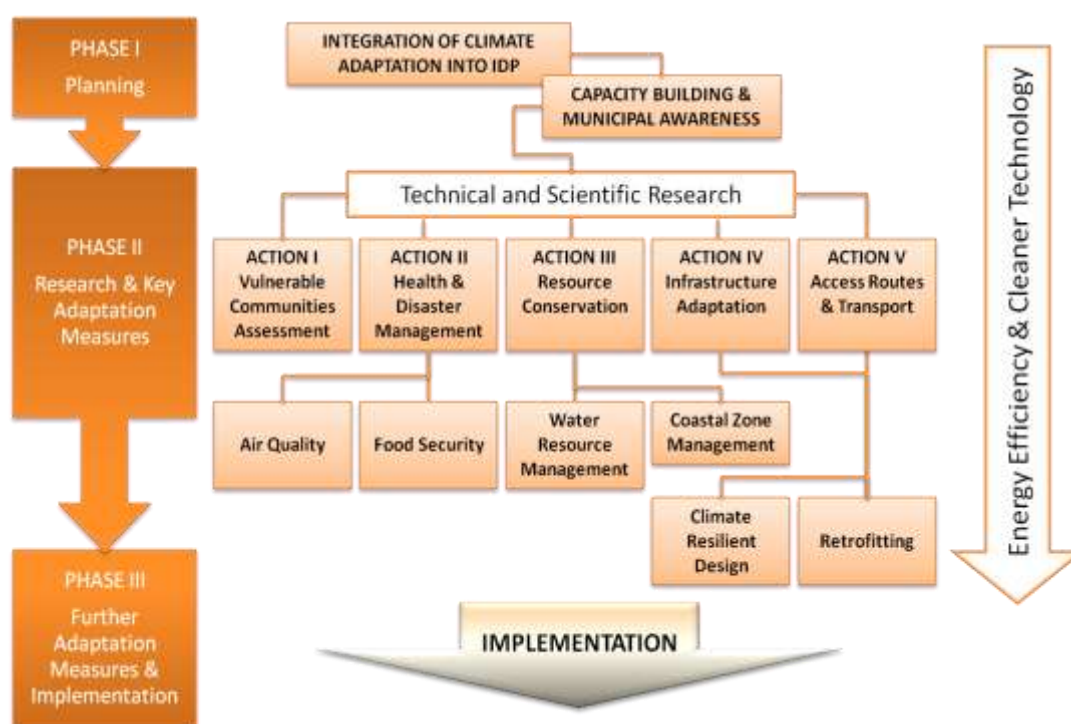 PHASE I
Planning
INTEGRATION OF CLIMATE
ADAPTATION INTO IDP
CAPACITY BUILDING &
MUNICIPAL AWARENESS
PHASE II
Research & Key
Adaptation
Measures
Technical and Scientific Research
ACTION I
Vulnerable
Communities
Assessment
ACTION II
Health &
Disaster
Management
ACTION III
Resource
Conservation
ACTION IV
Infrastructure
Adaptation
ACTION V
Access Routes
& Transport
Air Quality
Food Security
Water
Resource
Management
Coastal Zone
Management
Climate
Resilient
Design
Retrofitting
PHASE III
Further
Adaptation
Measures &
Implementation
IMPLEMENTATION
Energy Efficiency & Cleaner Technology